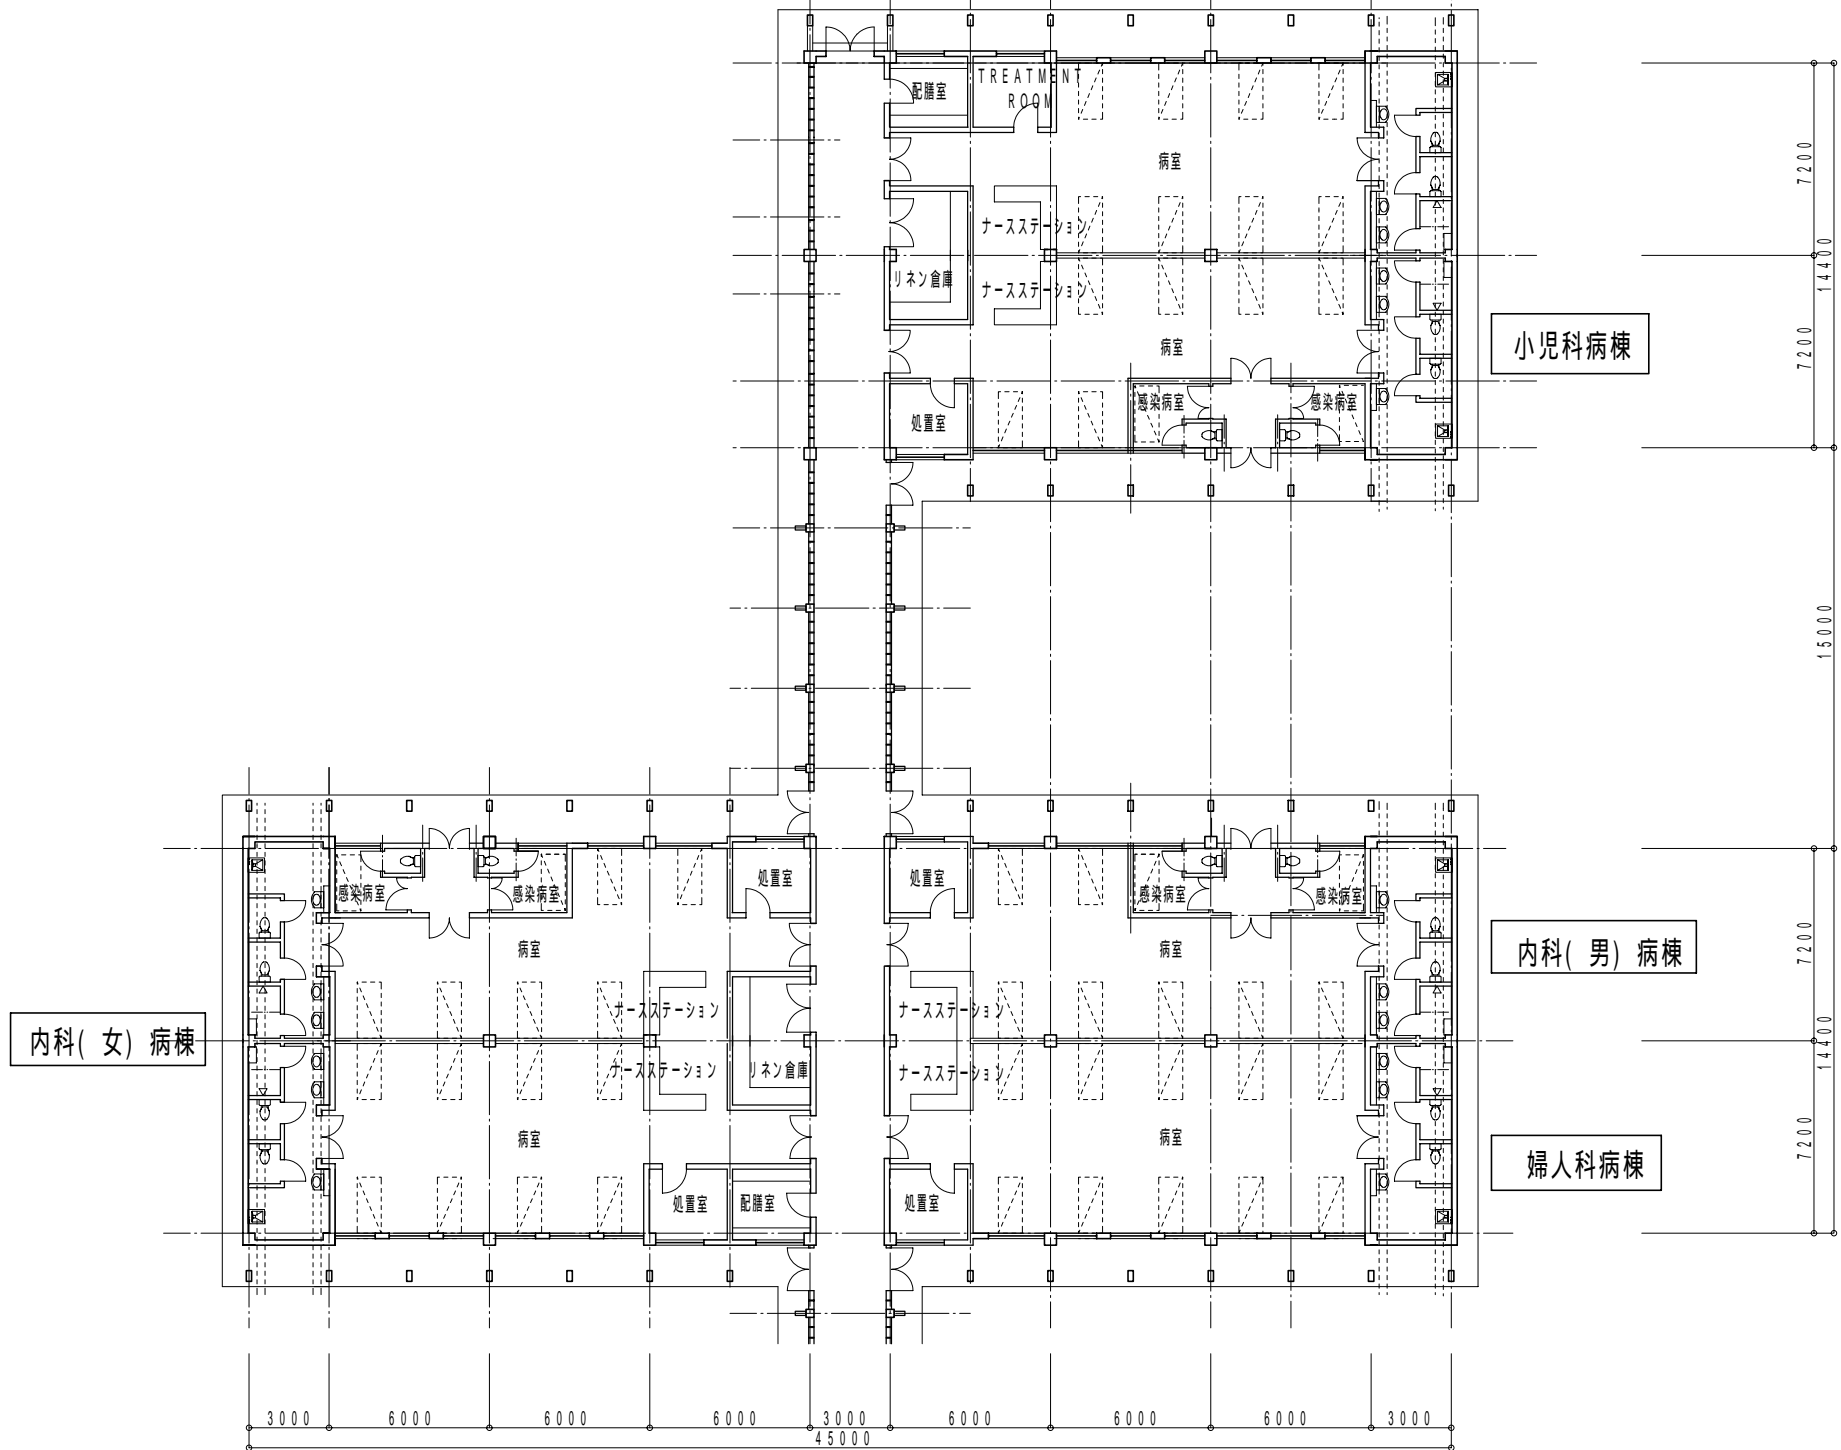 配膳室
TREATMENT
ROOM
病室
7200
ナースステーション
リネン倉庫
ナースステーション
14400
病室
小児科病棟
7200
感染病室
感染病室
処置室
15000
処置室
処置室
感染病室
感染病室
感染病室
感染病室
病室
病室
内科( 男) 病棟
7200
ナースステーション
ナースステーション
内科( 女) 病棟
14400
ナースステーション
リネン倉庫
ナースステーション
病室
病室
7200
婦人科病棟
処置室
配膳室
処置室
3000
6000
6000
6000
3000
6000
6000
6000
3000
45000